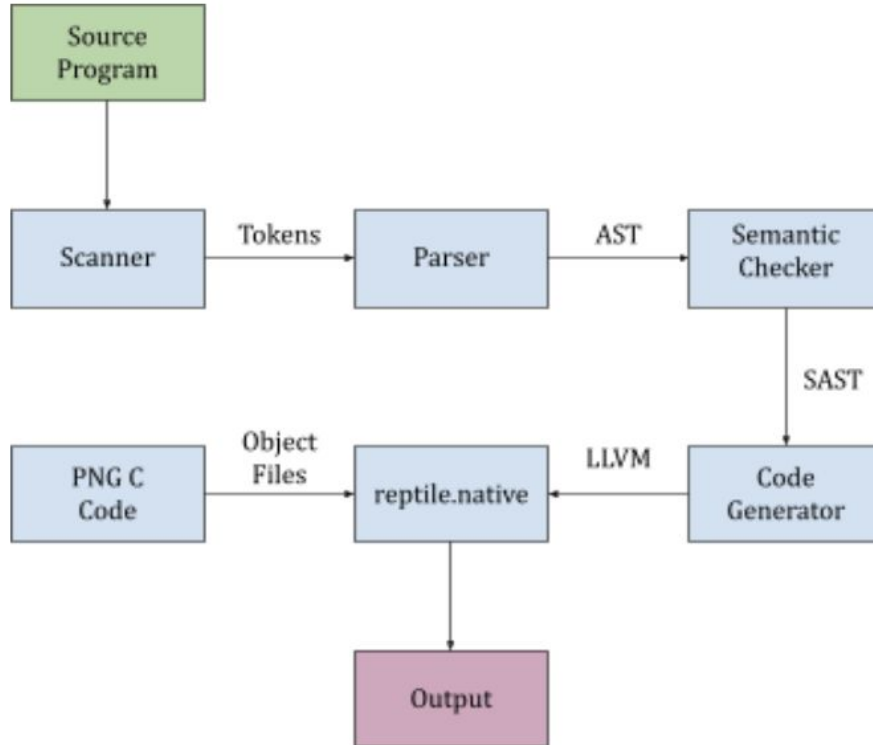 Source
Program
Scanner
Tokens
Parser
AST
Semantic
Checker
SAST
PNG C
Code
Object
Files
reptile.native
LLVM
Code
Generator
Output